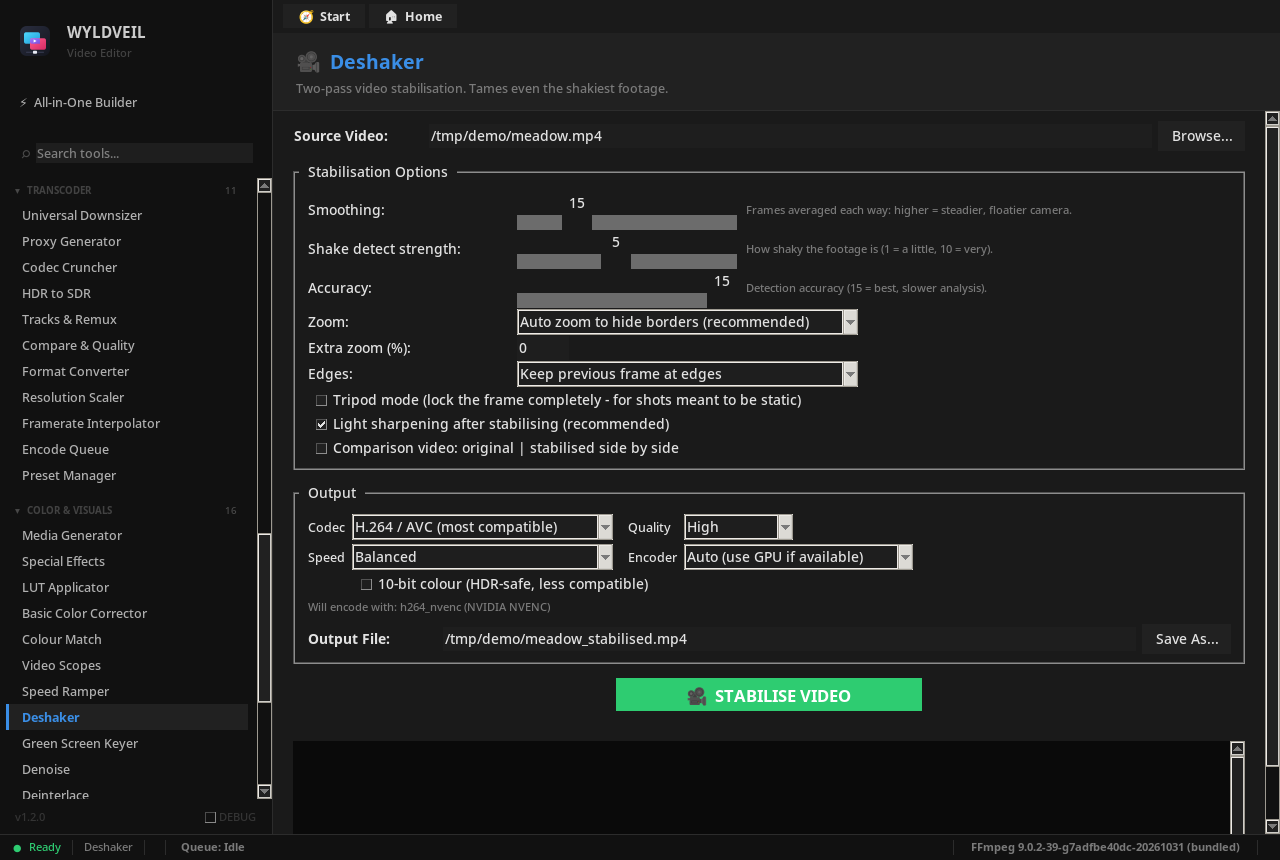 WYLDVEIL
Video Editor
All-in-One Builder
Search tools...
TRANSCODER 11
Universal Downsizer
Proxy Generator
Codec Cruncher
HDR to SDR
Tracks & Remux
Compare & Quality
Format Converter
Resolution Scaler
Framerate Interpolator
Encode Queue
Preset Manager
COLOR & VISUALS 16
Media Generator
Special Effects
LUT Applicator
Basic Color Corrector
Colour Match
Video Scopes
Speed Ramper
Deshaker
Green Screen Keyer
Denoise
Deinterlace
v1.2.0 DEBUG
Start Home
Deshaker
Two-pass video stabilisation. Tames even the shakiest footage.
Source Video: /tmp/demo/meadow.mp4 Browse...
Stabilisation Options
Smoothing: 15 Frames averaged each way: higher = steadier, floatier camera.
Shake detect strength: 5 How shaky the footage is (1 = a little, 10 = very).
Accuracy: 15 Detection accuracy (15 = best, slower analysis).
Zoom: Auto zoom to hide borders (recommended)
Extra zoom (%): 0
Edges: Keep previous frame at edges
Tripod mode (lock the frame completely - for shots meant to be static)
Light sharpening after stabilising (recommended)
Comparison video: original | stabilised side by side
Output
Codec H.264 / AVC (most compatible) Quality High
Speed Balanced Encoder Auto (use GPU if available)
10-bit colour (HDR-safe, less compatible)
Will encode with: h264_nvenc (NVIDIA NVENC)
Output File: /tmp/demo/meadow_stabilised.mp4 Save As...
STABILISE VIDEO
Ready Deshaker Queue: Idle FFmpeg 9.0.2-39-g7adfbe40dc-20261031 (bundled)